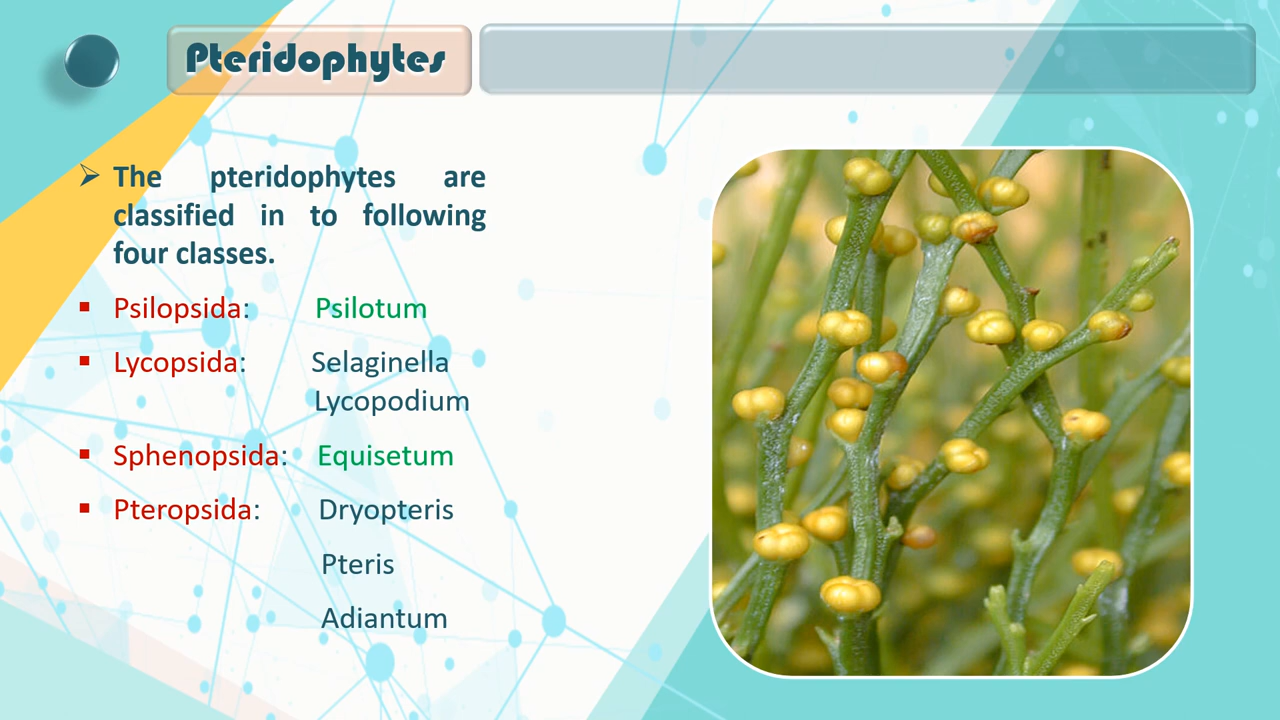 Pteridophytes
➤ The pteridophytes are
classified in to following
four classes.
▪ Psilopsida: Psilotum
▪ Lycopsida: Selaginella
Lycopodium
▪ Sphenopsida: Equisetum
▪ Pteropsida: Dryopteris
Pteris
Adiantum